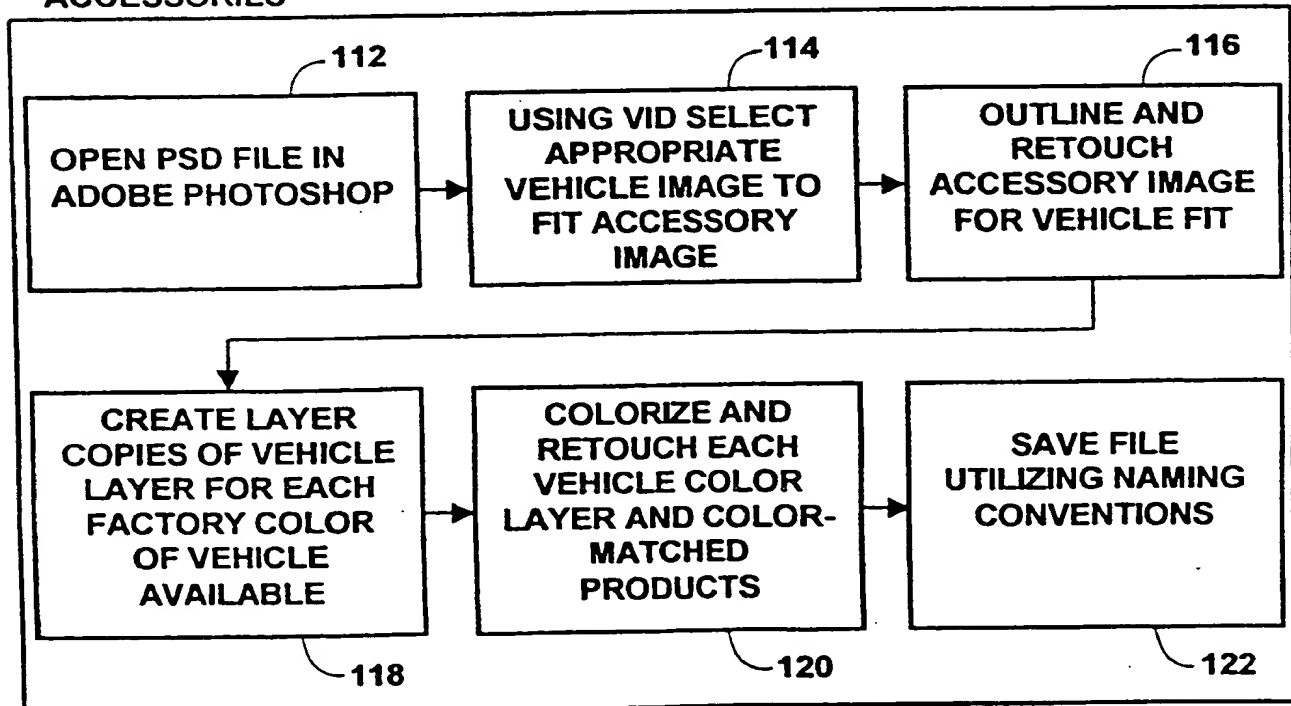 ACCESSORIES
112
114
116
OPEN PSD FILE IN
ADOBE PHOTOSHOP
USING VID SELECT
APPROPRIATE
VEHICLE IMAGE TO
FIT ACCESSORY
IMAGE
OUTLINE AND
RETOUCH
ACCESSORY IMAGE
FOR VEHICLE FIT
CREATE LAYER
COPIES OF VEHICLE
LAYER FOR EACH
FACTORY COLOR
OF VEHICLE
AVAILABLE
COLORIZE AND
RETOUCH EACH
VEHICLE COLOR
LAYER AND COLOR-
MATCHED
PRODUCTS
SAVE FILE
UTILIZING NAMING
CONVENTIONS
118
120
122